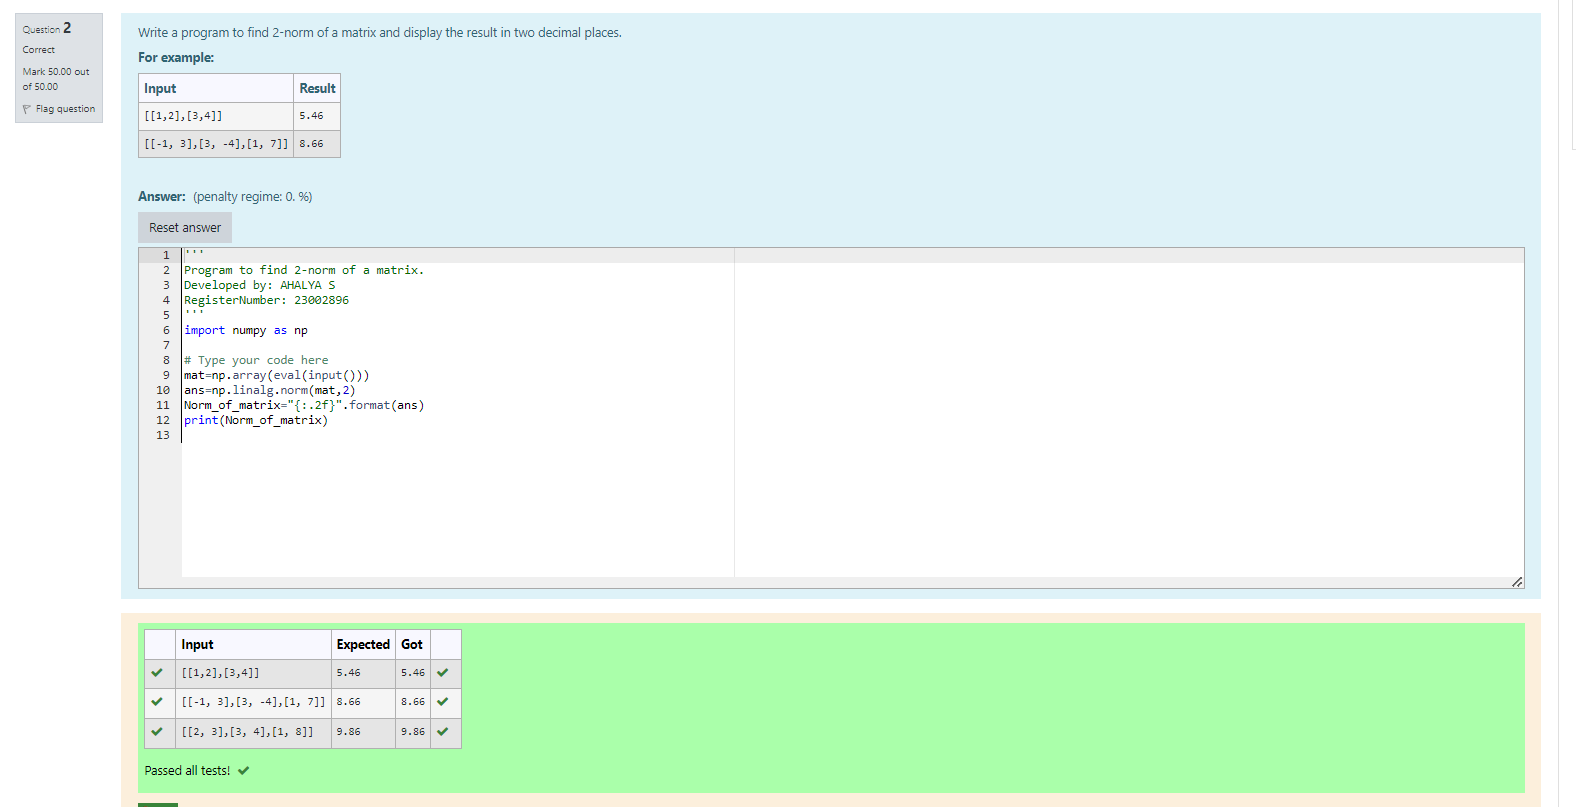 Question 2
Correct
Mark 50.00 out
of 50.00
Flag question
Write a program to find 2-norm of a matrix and display the result in two decimal places.
For example:
Input Result
[[1,2],[3,4]] 5.46
[[-1, 3],[3, -4],[1, 7]] 8.66
Answer: (penalty regime: 0. %)
Reset answer
1 '''
2 Program to find 2-norm of a matrix.
3 Developed by: AHALYA S
4 RegisterNumber: 23002896
5 '''
6 import numpy as np
7
8 # Type your code here
9 mat=np.array(eval(input()))
10 ans=np.linalg.norm(mat,2)
11 Norm_of_matrix="{:.2f}".format(ans)
12 print(Norm_of_matrix)
13
Input Expected Got
[[1,2],[3,4]] 5.46 5.46
[[-1, 3],[3, -4],[1, 7]] 8.66 8.66
[[2, 3],[3, 4],[1, 8]] 9.86 9.86
Passed all tests!